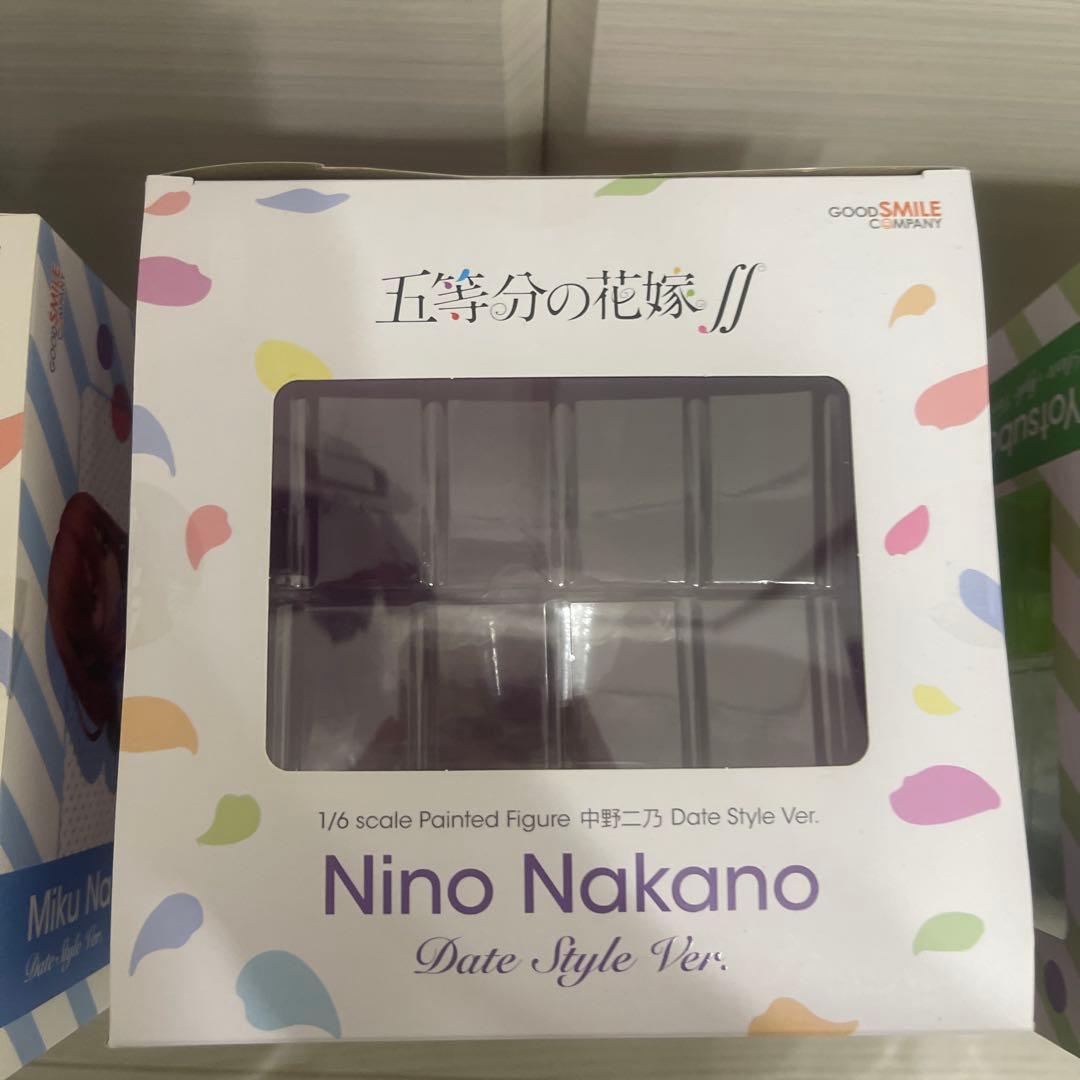 GOOD SMILE
COMPANY
五等分の花嫁∬
1/6 scale Painted Figure 中野二乃 Date Style Ver.
Nino Nakano
Date Style Ver.
GOOD SMILE
COMPANY
Miku Na
Date Style Ver.
Yotsub